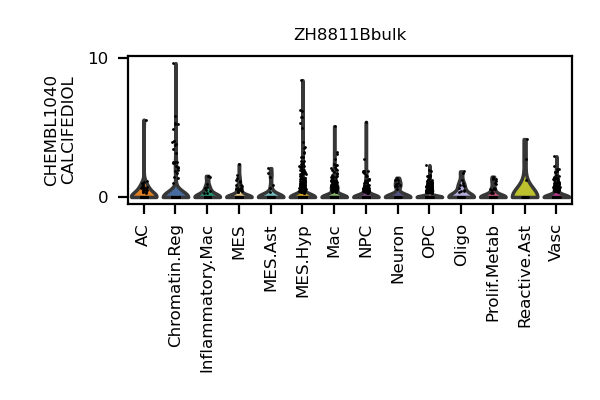 ZH8811Bbulk
CHEMBL1040
CALCIFEDIOL
10
0
AC
Chromatin.Reg
Inflammatory.Mac
MES
MES.Ast
MES.Hyp
Mac
NPC
Neuron
OPC
Oligo
Prolif.Metab
Reactive.Ast
Vasc